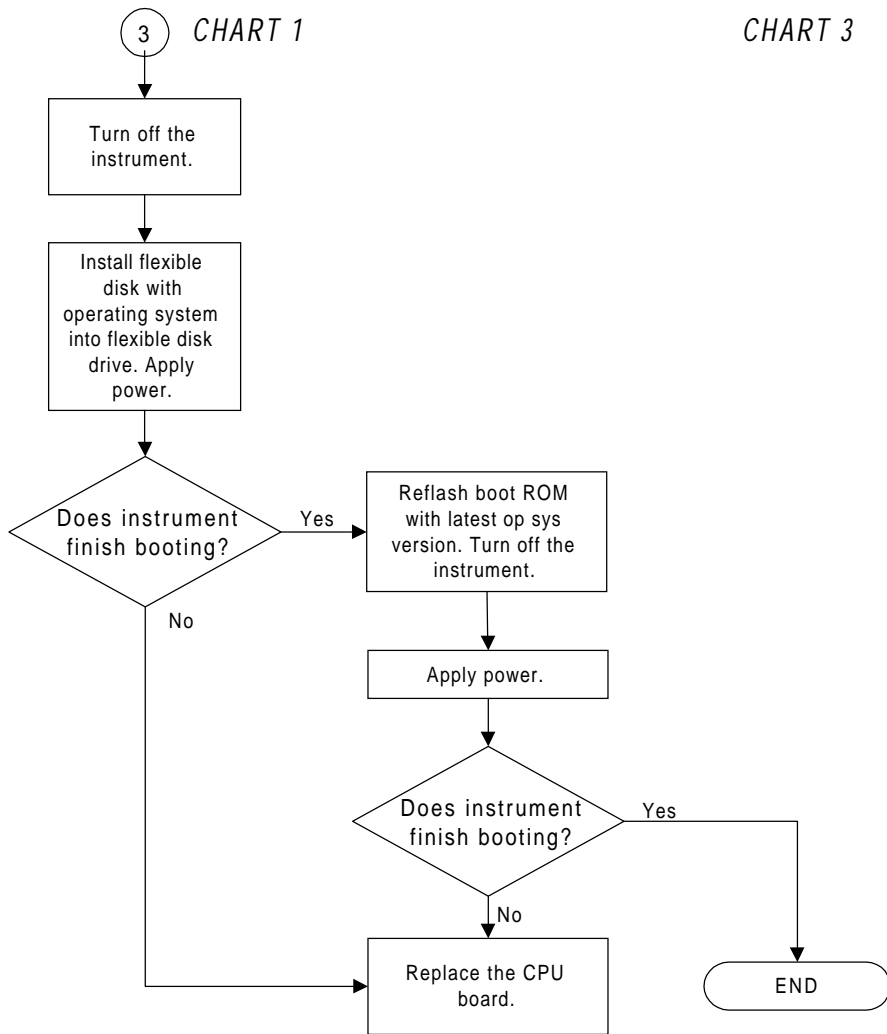 3 CHART 1
CHART 3
Turn off the
instrument.
Install flexible
disk with
operating system
into flexible disk
drive. Apply
power.
Does instrument
finish booting?
Yes
Reflash boot ROM
with latest op sys
version. Turn off the
instrument.
No
Apply power.
Does instrument
finish booting?
Yes
No
Replace the CPU
board.
END